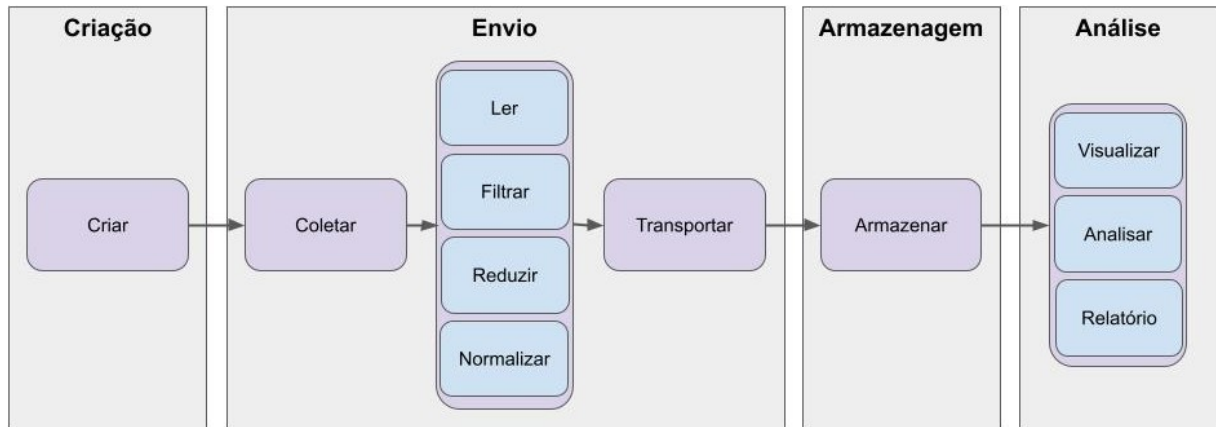 Criação
Criar
Envio
Coletar
Ler
Filtrar
Reduzir
Normalizar
Transportar
Armazenagem
Armazenar
Análise
Visualizar
Analisar
Relatório